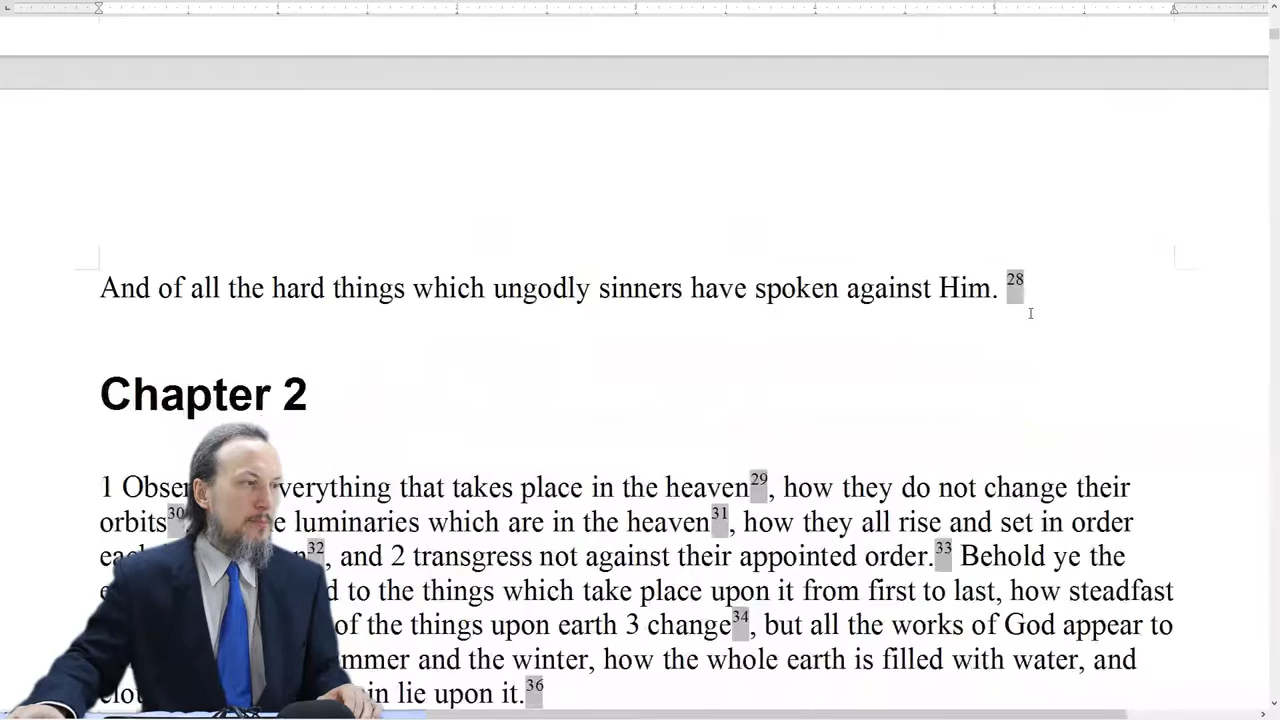 And of all the hard things which ungodly sinners have spoken against Him. 28
Chapter 2
1 verything that takes place in the heaven29, how they do not change their
orbits30 luminaries which are in the heaven31, how they all rise and set in order
32, and 2 transgress not against their appointed order.33 Behold ye the
to the things which take place upon it from first to last, how steadfast
of the things upon earth 3 change34, but all the works of God appear to
and the winter, how the whole earth is filled with water, and
lie upon it.36